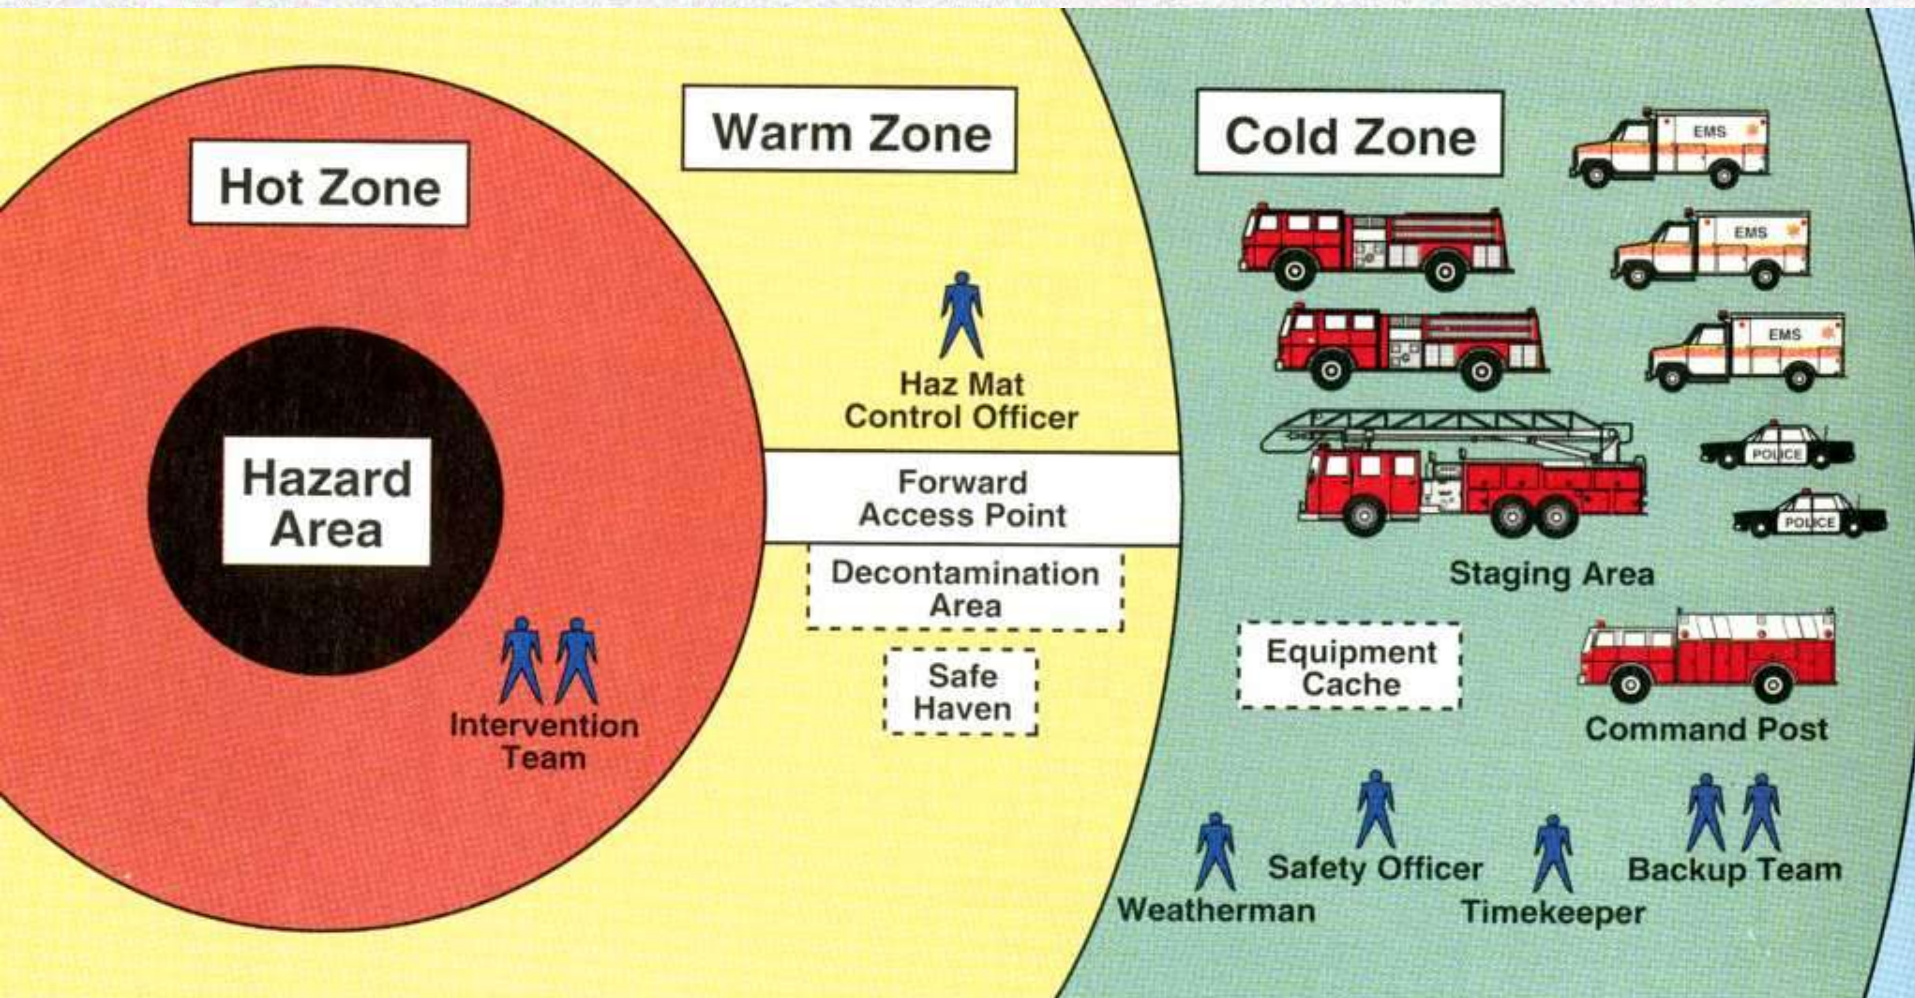 Hot Zone
Hazard
Area
Intervention
Team
Warm Zone
Haz Mat
Control Officer
Forward
Access Point
Decontamination
Area
Safe
Haven
Cold Zone
EMS
EMS
EMS
POLICE
POLICE
Staging Area
Equipment
Cache
Command Post
Safety Officer
Backup Team
Weatherman
Timekeeper